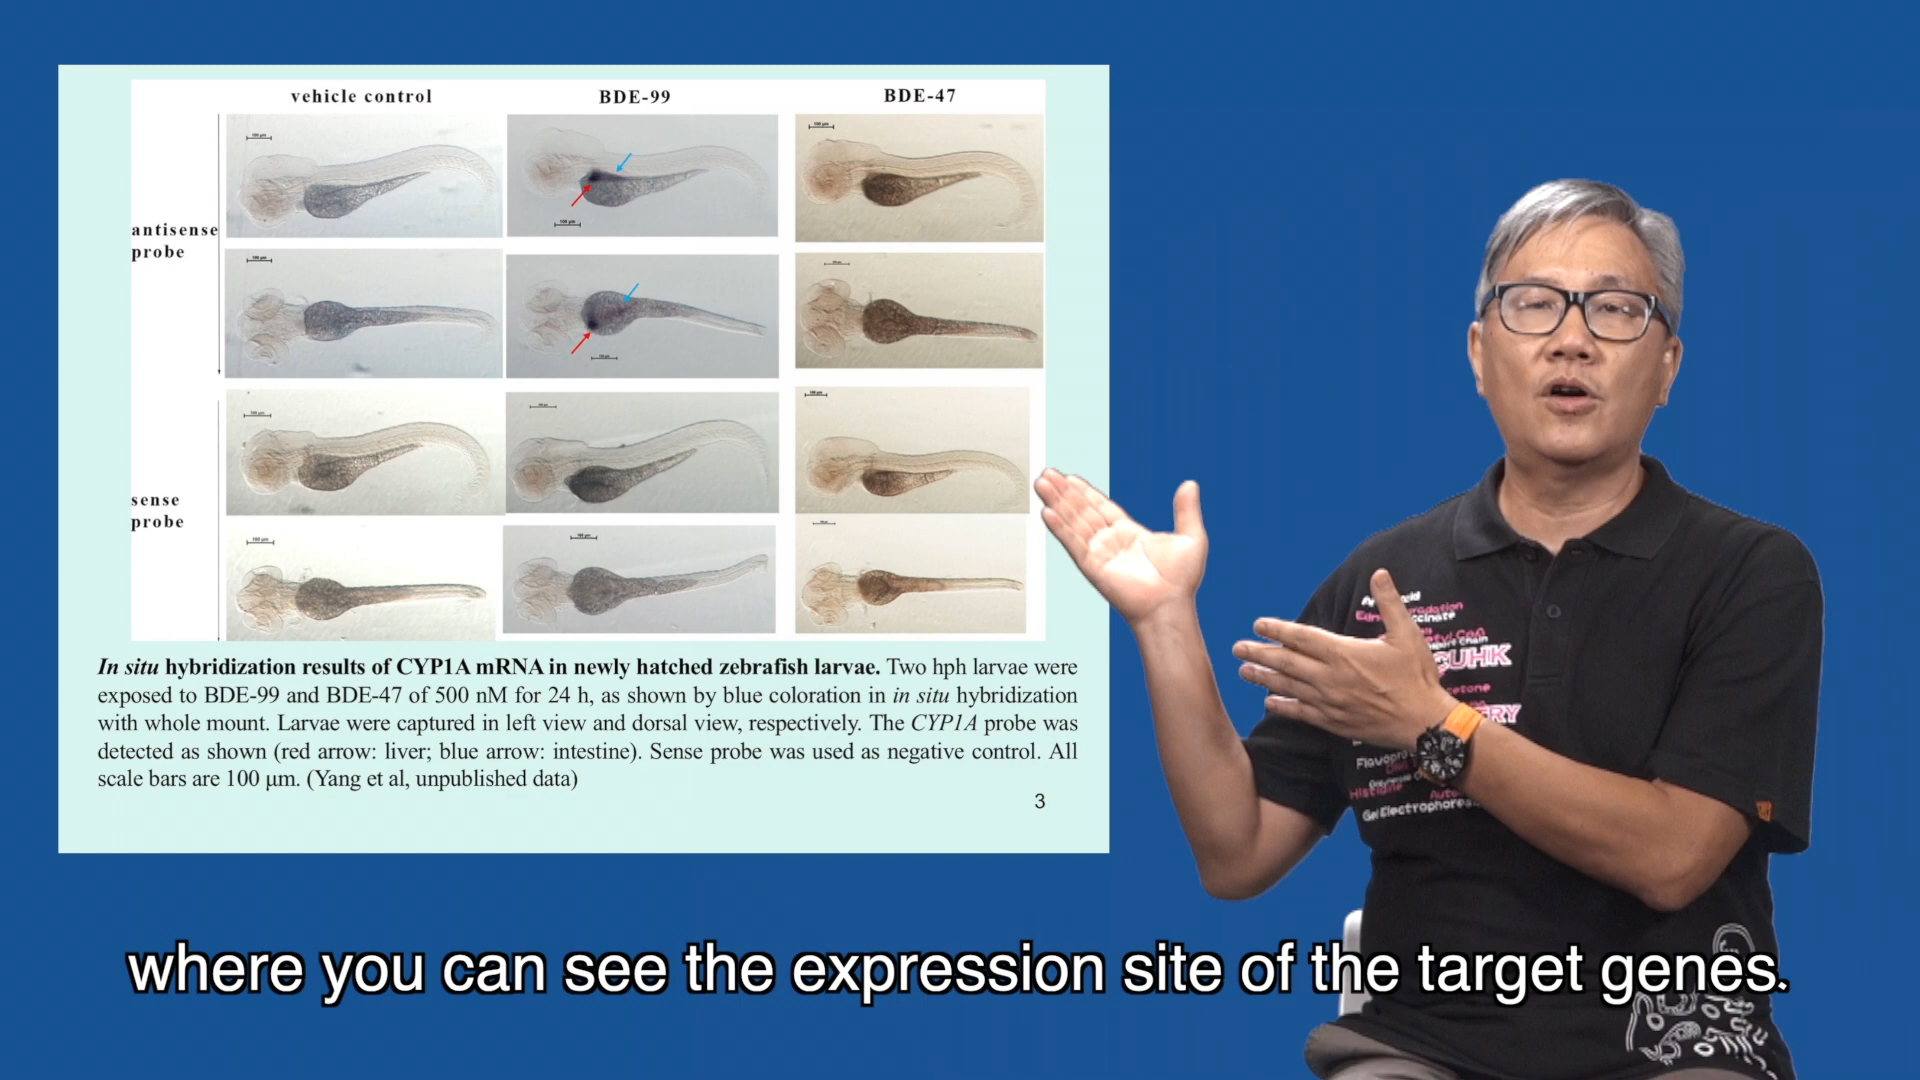 vehicle control
BDE-99
BDE-47
antisense
probe
sense
probe
In situ hybridization results of CYP1A mRNA in newly hatched zebrafish larvae. Two hph larvae were
exposed to BDE-99 and BDE-47 of 500 nM for 24 h, as shown by blue coloration in in situ hybridization
with whole mount. Larvae were captured in left view and dorsal view, respectively. The CYP1A probe was
detected as shown (red arrow: liver; blue arrow: intestine). Sense probe was used as negative control. All
scale bars are 100 μm. (Yang et al, unpublished data)
3
CUHK
Gel Electrophores
where you can see the expression site of the target genes.